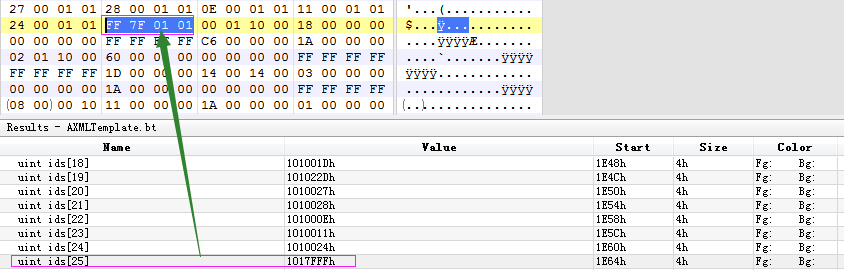 27 00 01 01 28 00 01 01 0E 00 01 01 11 00 01 01 '...(...........
24 00 01 01 FF 7F 01 01 00 01 10 00 18 00 00 00 $...ÿ...........
00 00 00 00 FF FF FF FF C6 00 00 00 1A 00 00 00 ....ÿÿÿÿÆ.......
02 01 10 00 60 00 00 00 00 00 00 00 FF FF FF FF ....`.......ÿÿÿÿ
FF FF FF FF 1D 00 00 00 14 00 14 00 03 00 00 00 ÿÿÿÿ............
00 00 00 00 1A 00 00 00 00 00 00 00 FF FF FF FF ............ÿÿÿÿ
(08 00) 00 10 11 00 00 00 1A 00 00 00 01 00 00 00 (..)..............
Results - AXMLTemplate.bt
Name Value Start Size Color
uint ids[18] 101001Dh 1E48h 4h Fg: Bg:
uint ids[19] 101022Dh 1E4Ch 4h Fg: Bg:
uint ids[20] 1010027h 1E50h 4h Fg: Bg:
uint ids[21] 1010028h 1E54h 4h Fg: Bg:
uint ids[22] 101000Eh 1E58h 4h Fg: Bg:
uint ids[23] 1010011h 1E5Ch 4h Fg: Bg:
uint ids[24] 1010024h 1E60h 4h Fg: Bg:
uint ids[25] 1017FFFh 1E64h 4h Fg: Bg: